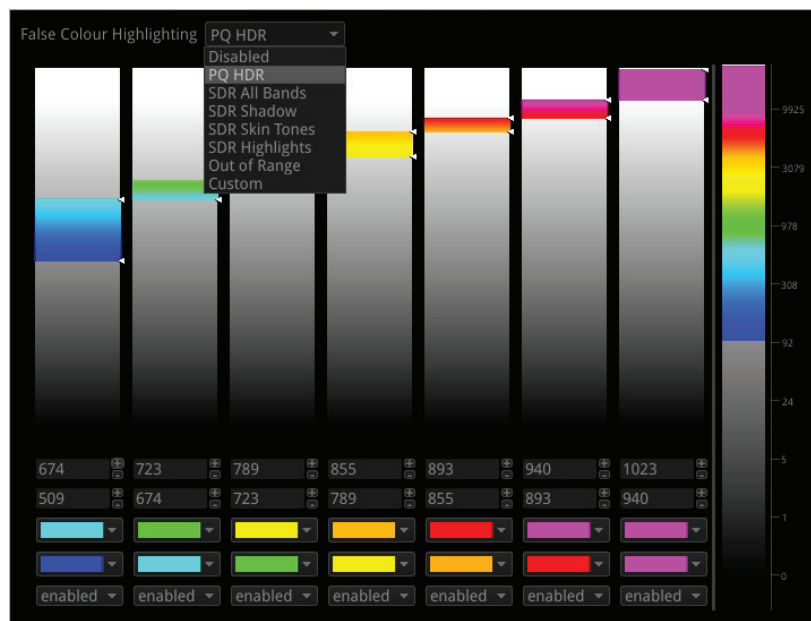 False Colour Highlighting PQ HDR
Disabled
PQ HDR
SDR All Bands
SDR Shadow
SDR Skin Tones
SDR Highlights
Out of Range
Custom
9925
3079
978
308
92
24
5
1
0
674 723 789 855 893 940 1023
509 674 723 789 855 893 940
enabled enabled enabled enabled enabled enabled enabled